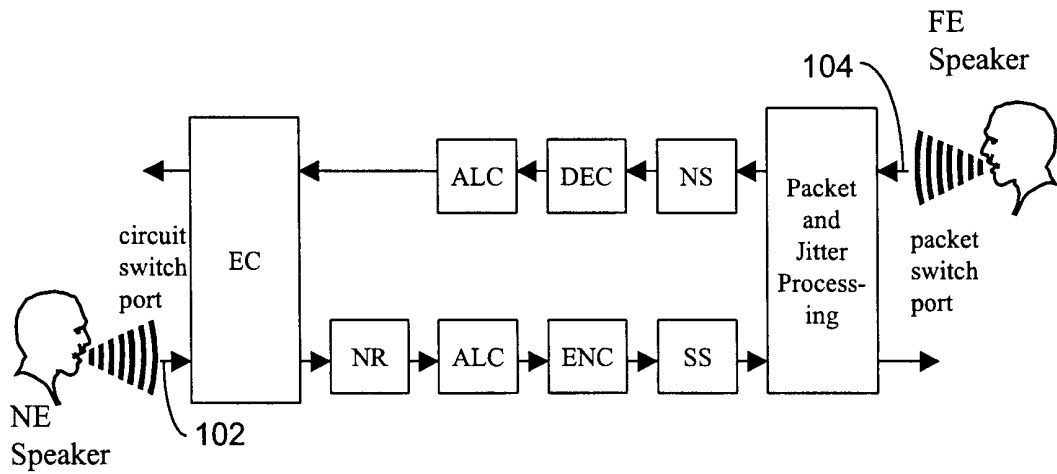 FE
Speaker
104
ALC
DEC
NS
Packet
and
Jitter
Process-
ing
circuit
switch
port
EC
packet
switch
port
NR
ALC
ENC
SS
NE
Speaker
102